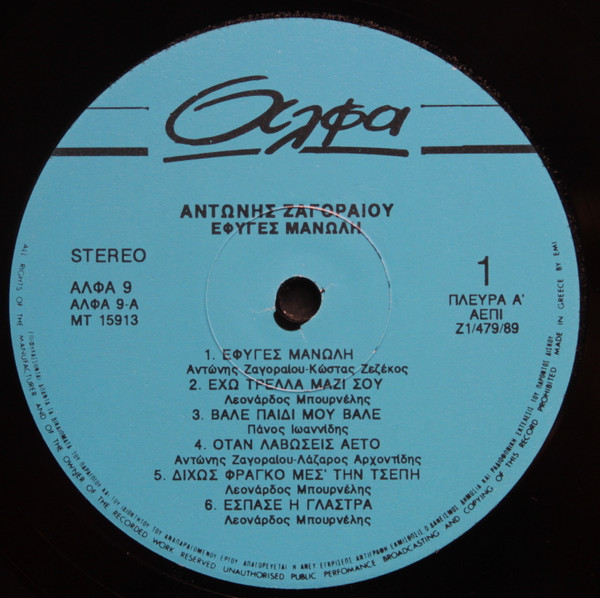 Άλφα
ΑΝΤΩΝΗΣ ΖΑΓΟΡΑΙΟΥ
ΕΦΥΓΕΣ ΜΑΝΩΛΗ
STEREO
ΑΛΦΑ 9
ΑΛΦΑ 9-Α
ΜΤ 15913
1
ΠΛΕΥΡΑ Α'
ΑΕΠΙ
Ζ1/479/89
1. ΕΦΥΓΕΣ ΜΑΝΩΛΗ
Αντώνης Ζαγοραίου-Κώστας Ζεζέκος
2. ΕΧΩ ΤΡΕΛΛΑ ΜΑΖΙ ΣΟΥ
Λεονάρδος Μπουρνέλης
3. ΒΑΛΕ ΠΑΙΔΙ ΜΟΥ ΒΑΛΕ
Πάνος Ιωαννίδης
4. ΟΤΑΝ ΛΑΒΩΣΕΙΣ ΑΕΤΟ
Αντώνης Ζαγοραίου-Λάζαρος Αρχοντίδης
5. ΔΙΧΩΣ ΦΡΑΓΚΟ ΜΕΣ' ΤΗΝ ΤΣΕΠΗ
Λεονάρδος Μπουρνέλης
6. ΕΣΠΑΣΕ Η ΓΛΑΣΤΡΑ
Λεονάρδος Μπουρνέλης
ALL RIGHTS OF THE MANUFACTURER AND OF THE OWNER OF THE RECORDED WORK RESERVED UNAUTHORISED PUBLIC PERFOMANCE BROADCASTING AND COPYING OF THIS RECORD PROHIBITED MADE IN GREECE BY EMI